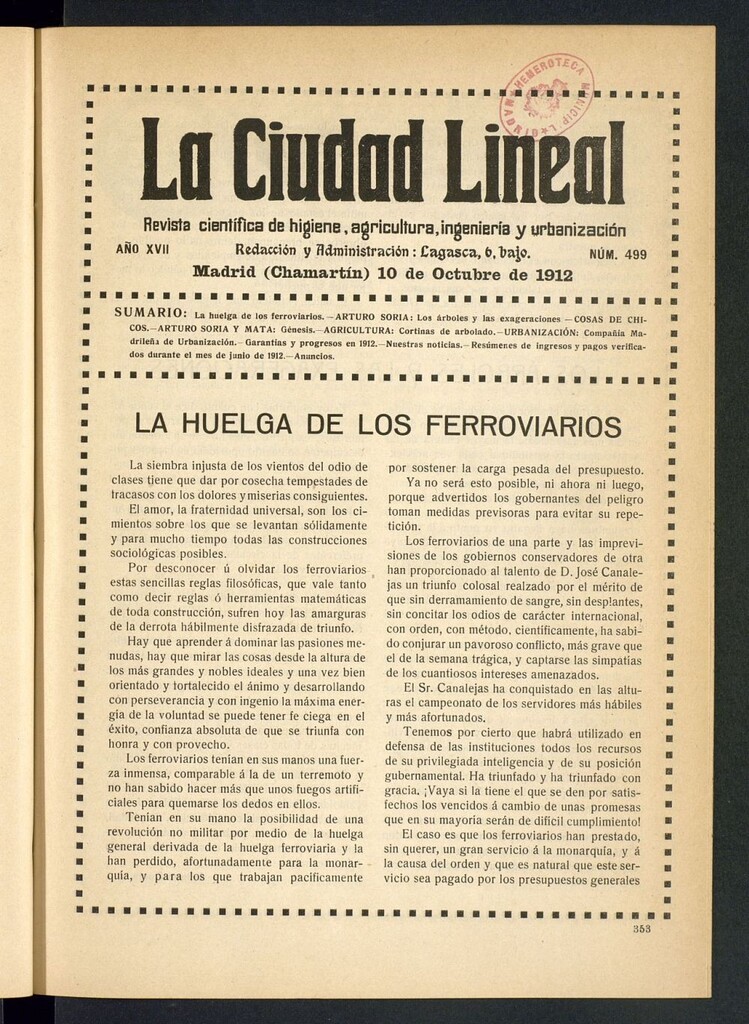 HEMEROTECA MUNICIPAL
MADRID
La Ciudad Lineal
Revista científica de higiene, agricultura, ingeniería y urbanización
AÑO XVII Redacción y Administración: Lagasca, 6, bajo. NÚM. 499
Madrid (Chamartín) 10 de Octubre de 1912
SUMARIO: La huelga de los ferroviarios.—ARTURO SORIA: Los árboles y las exageraciones—COSAS DE CHI-
COS.—ARTURO SORIA Y MATA: Génesis.—AGRICULTURA: Cortinas de arbolado.—URBANIZACIÓN: Compañía Ma-
drileña de Urbanización.—Garantías y progresos en 1912.—Nuestras noticias.—Resúmenes de ingresos y pagos verifica-
dos durante el mes de junio de 1912.—Anuncios.
LA HUELGA DE LOS FERROVIARIOS
La siembra injusta de los vientos del odio de
clases tiene que dar por cosecha tempestades de
fracasos con los dolores y miserias consiguientes.
El amor, la fraternidad universal, son los ci-
mientos sobre los que se levantan sólidamente
y para mucho tiempo todas las construcciones
sociológicas posibles.
Por desconocer ú olvidar los ferroviarios
estas sencillas reglas filosóficas, que vale tanto
como decir reglas ó herramientas matemáticas
de toda construcción, sufren hoy las amarguras
de la derrota hábilmente disfrazada de triunfo.
Hay que aprender á dominar las pasiones me-
nudas, hay que mirar las cosas desde la altura de
los más grandes y nobles ideales y una vez bien
orientado y fortalecido el ánimo y desarrollando
con perseverancia y con ingenio la máxima ener-
gía de la voluntad se puede tener fe ciega en el
éxito, confianza absoluta de que se triunfa con
honra y con provecho.
Los ferroviarios tenían en sus manos una fuer-
za inmensa, comparable á la de un terremoto y
no han sabido hacer más que unos fuegos artifi-
ciales para quemarse los dedos en ellos.
Tenían en su mano la posibilidad de una
revolución no militar por medio de la huelga
general derivada de la huelga ferroviaria y la
han perdido, afortunadamente para la monar-
quía, y para los que trabajan pacíficamente
por sostener la carga pesada del presupuesto.
Ya no será esto posible, ni ahora ni luego,
porque advertidos los gobernantes del peligro
toman medidas previsoras para evitar su repe-
tición.
Los ferroviarios de una parte y las imprevi-
siones de los gobiernos conservadores de otra
han proporcionado al talento de D. José Canale-
jas un triunfo colosal realzado por el mérito de
que sin derramamiento de sangre, sin desplantes,
sin concitar los odios de carácter internacional,
con orden, con método, científicamente, ha sabi-
do conjurar un pavoroso conflicto, más grave que
el de la semana trágica, y captarse las simpatías
de los cuantiosos intereses amenazados.
El Sr. Canalejas ha conquistado en las altu-
ras el campeonato de los servidores más hábiles
y más afortunados.
Tenemos por cierto que habrá utilizado en
defensa de las instituciones todos los recursos
de su privilegiada inteligencia y de su posición
gubernamental. Ha triunfado y ha triunfado con
gracia. ¡Vaya si la tiene el que se den por satis-
fechos los vencidos á cambio de unas promesas
que en su mayoría serán de difícil cumplimiento!
El caso es que los ferroviarios han prestado,
sin querer, un gran servicio á la monarquía, y á
la causa del orden y que es natural que este ser-
vicio sea pagado por los presupuestos generales
353